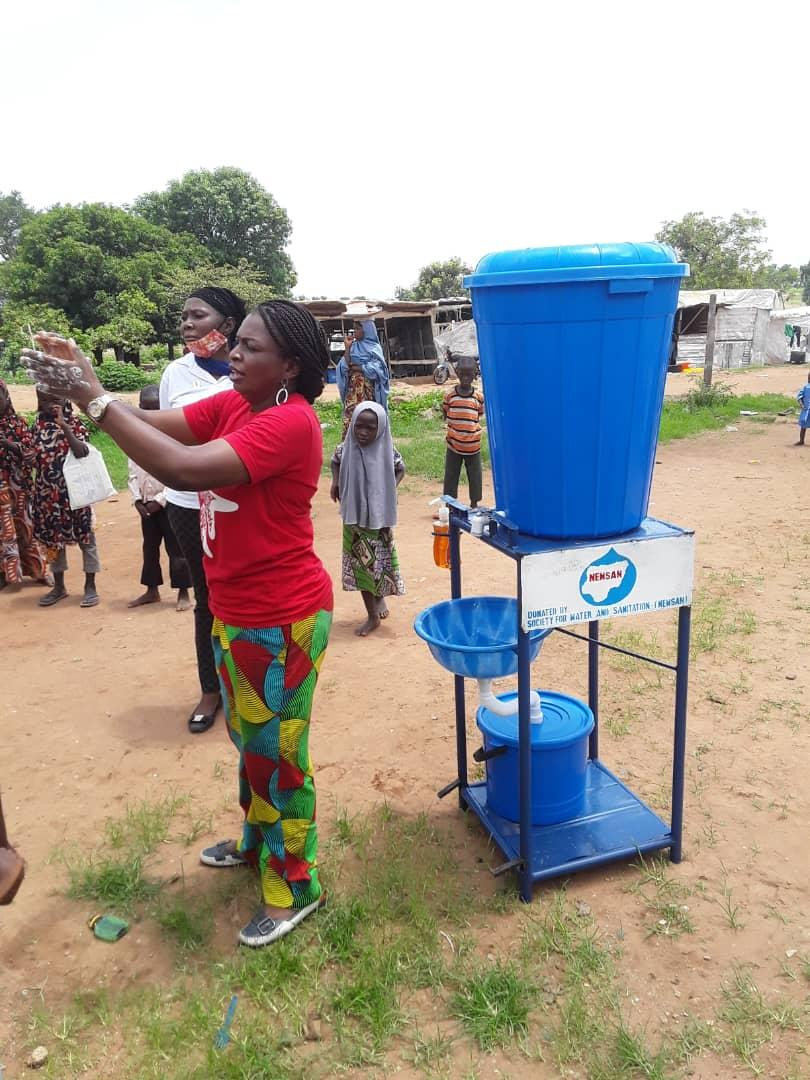 NEWSAN
DONATED BY
SOCIETY FOR WATER AND SANITATION (NEWSAN)